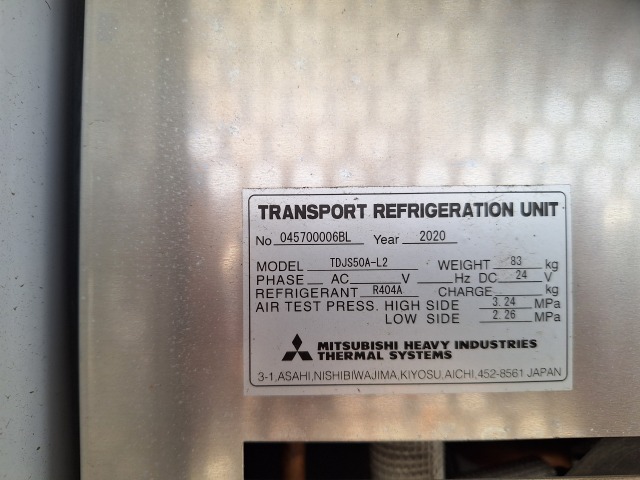 TRANSPORT REFRIGERATION UNIT
No 045700006BL Year 2020
MODEL TDJS50A-L2 WEIGHT 83 kg
PHASE AC V Hz DC 24 V
REFRIGERANT R404A CHARGE kg
AIR TEST PRESS. HIGH SIDE 3.24 MPa
LOW SIDE 2.26 MPa
MITSUBISHI HEAVY INDUSTRIES
THERMAL SYSTEMS
3-1,ASAHI,NISHIBIWAJIMA,KIYOSU,AICHI,452-8561 JAPAN